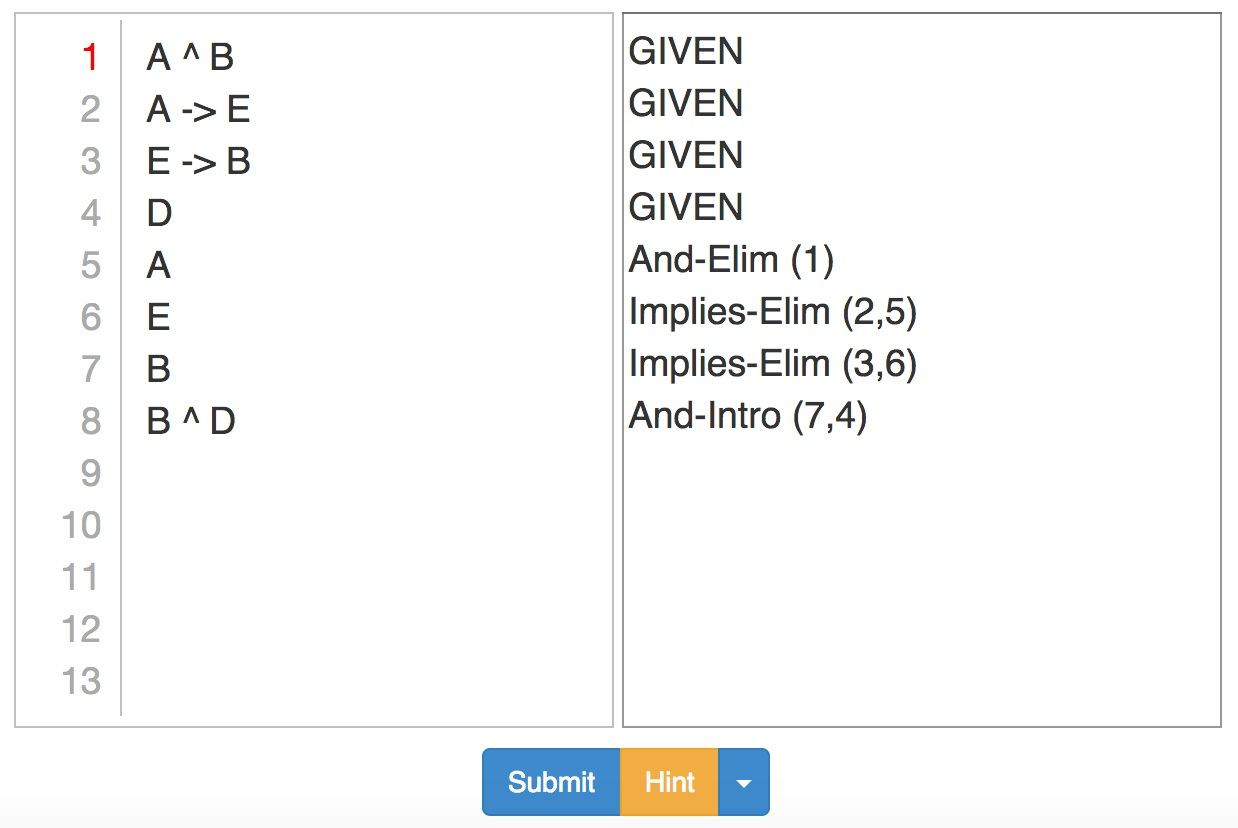 1 A ^ B GIVEN
2 A -> E GIVEN
3 E -> B GIVEN
4 D GIVEN
5 A And-Elim (1)
6 E Implies-Elim (2,5)
7 B Implies-Elim (3,6)
8 B ^ D And-Intro (7,4)
9
10
11
12
13
Submit Hint